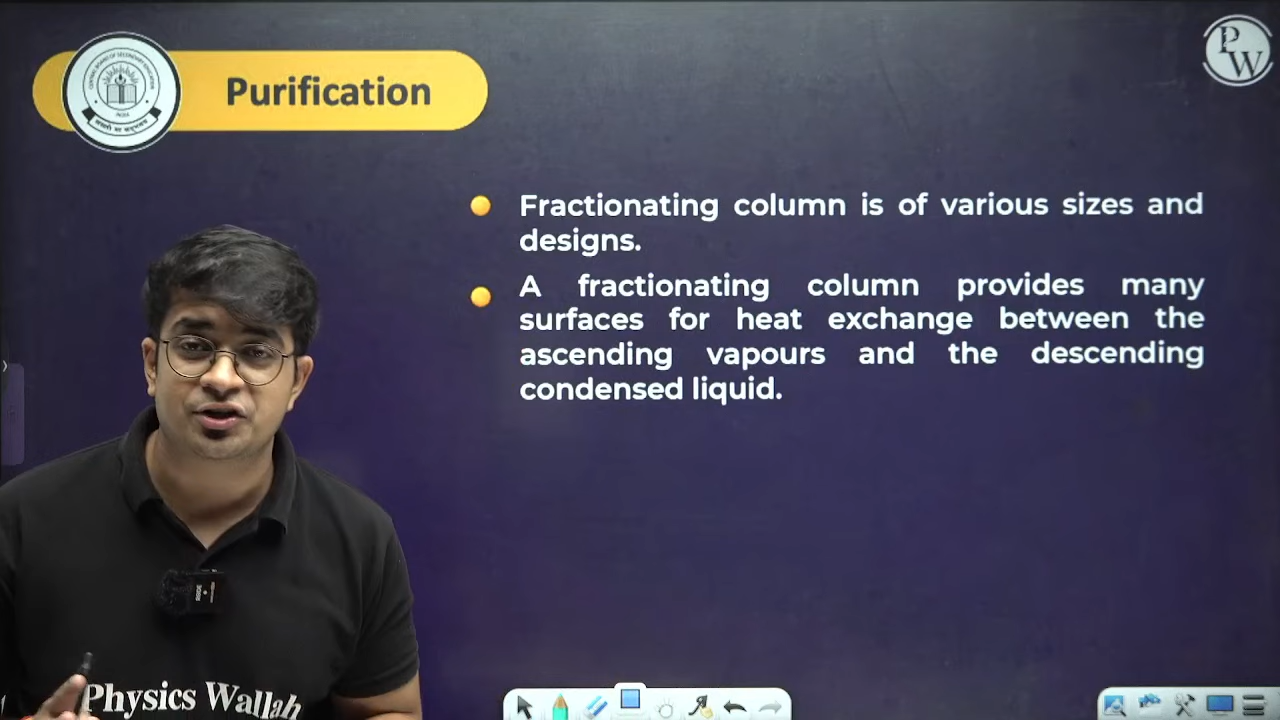 Purification
PW
Fractionating column is of various sizes and
designs.
A fractionating column provides many
surfaces for heat exchange between the
ascending vapours and the descending
condensed liquid.
Physics Wallah